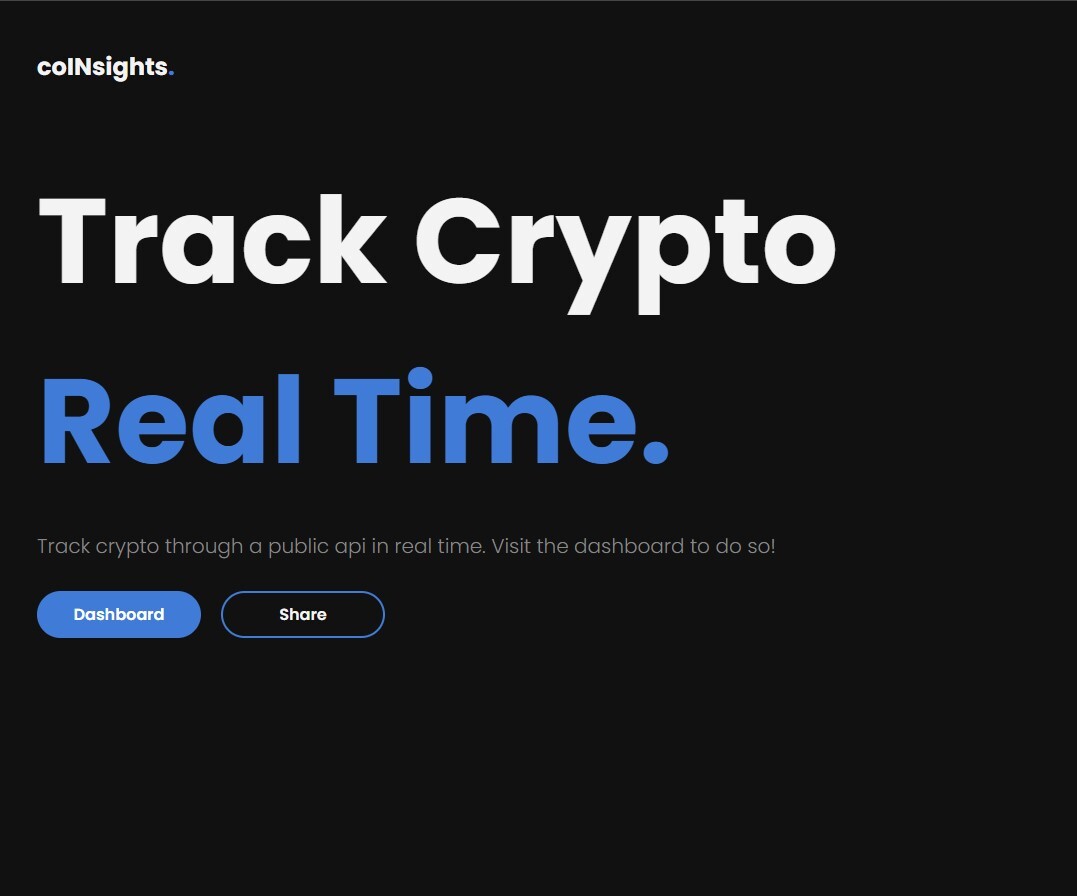 coINsights.
Track Crypto
Real Time.
Track crypto through a public api in real time. Visit the dashboard to do so!
Dashboard
Share